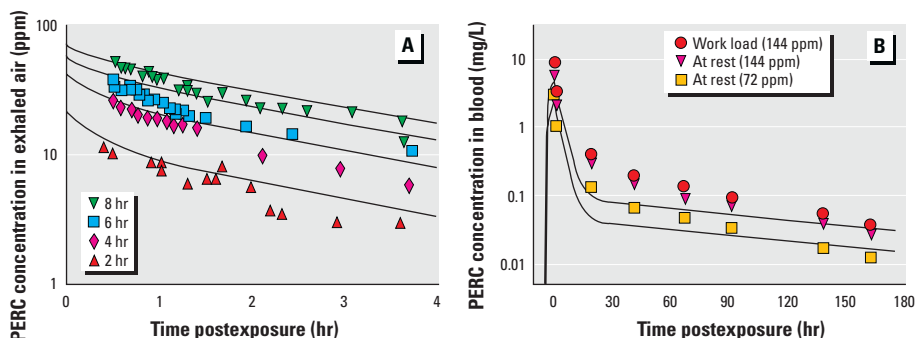 PERC concentration in exhaled air (ppm)
100
10
1
A
8 hr
6 hr
4 hr
2 hr
0
1
2
3
4
Time postexposure (hr)
PERC concentration in blood (mg/L)
10
1
0.1
0.01
B
Work load (144 ppm)
At rest (144 ppm)
At rest (72 ppm)
0
30
60
90
120
150
180
Time postexposure (hr)